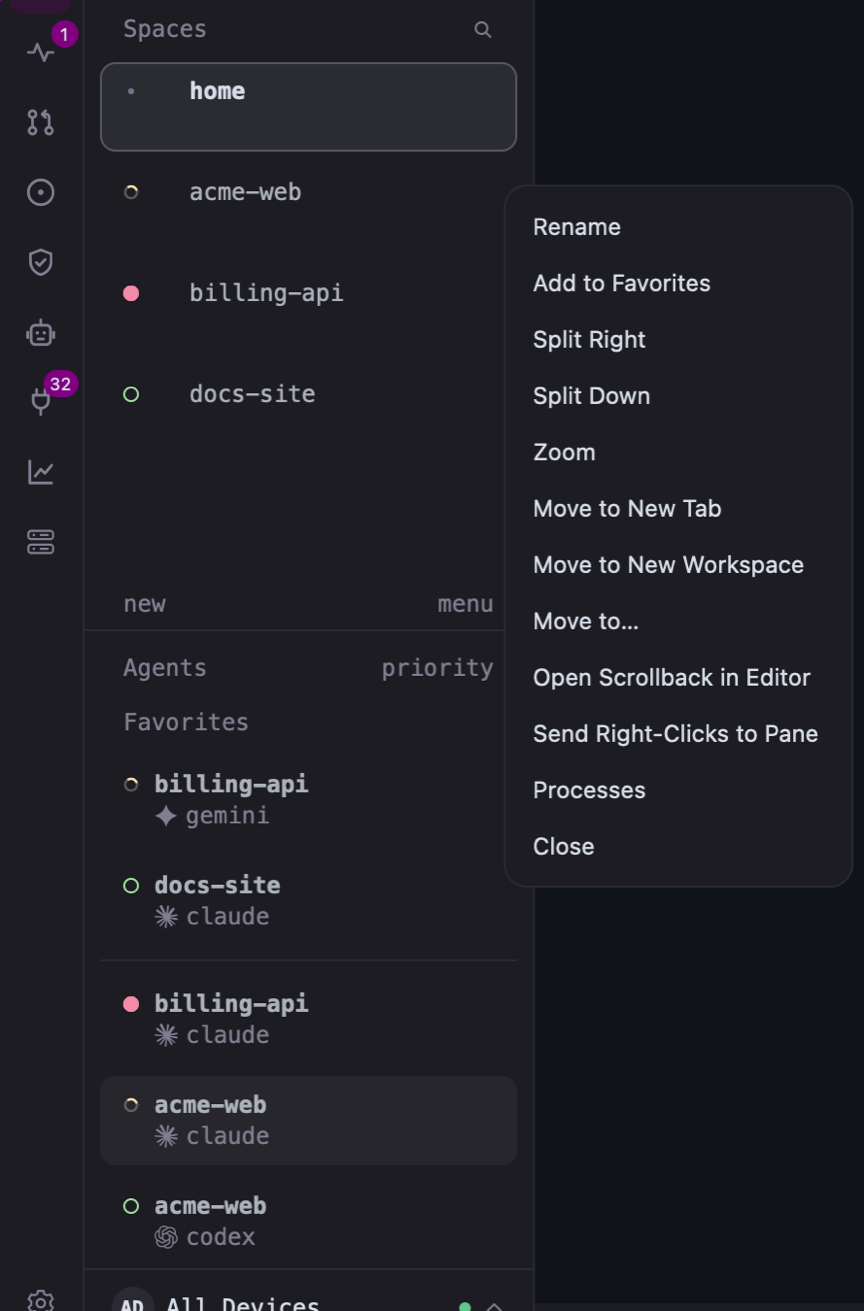 1
32
Spaces
home
acme-web
billing-api
docs-site
new menu
Agents priority
Favorites
billing-api
gemini
docs-site
claude
billing-api
claude
acme-web
claude
acme-web
codex
AD All Devices
Rename
Add to Favorites
Split Right
Split Down
Zoom
Move to New Tab
Move to New Workspace
Move to...
Open Scrollback in Editor
Send Right-Clicks to Pane
Processes
Close